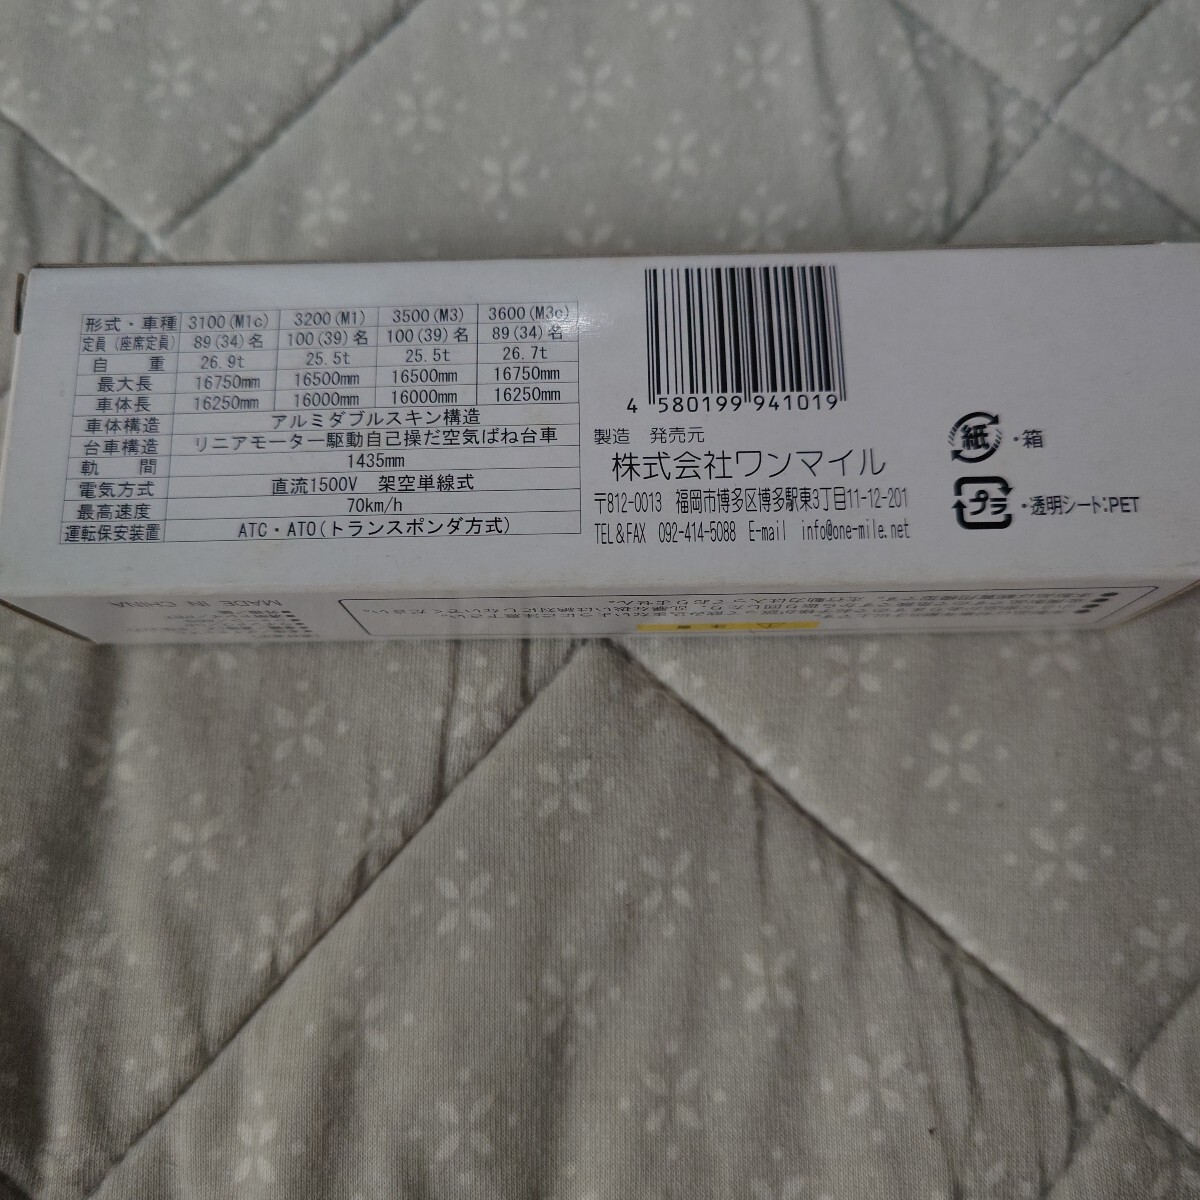 形式・車種 3100(M1c) 3200(M1) 3500(M3) 3600(M3c)
定員(座席定員) 89(34)名 100(39)名 100(39)名 89(34)名
自重 26.9t 25.5t 25.5t 26.7t
最大長 16750mm 16500mm 16500mm 16750mm
車体長 16250mm 16000mm 16000mm 16250mm
車体構造 アルミダブルスキン構造
台車構造 リニアモーター駆動自己操だ空気ばね台車
軌間 1435mm
電気方式 直流1500V 架空単線式
最高速度 70km/h
運転保安装置 ATC・ATO(トランスポンダ方式)
4 580199 941019
製造 発売元
株式会社ワンマイル
〒812-0013 福岡市博多区博多駅東3丁目11-12-201
TEL&FAX 092-414-5088 E-mail info@one-mile.net
紙 ・箱
プラ ・透明シート:PET
MADE IN CHINA
注意